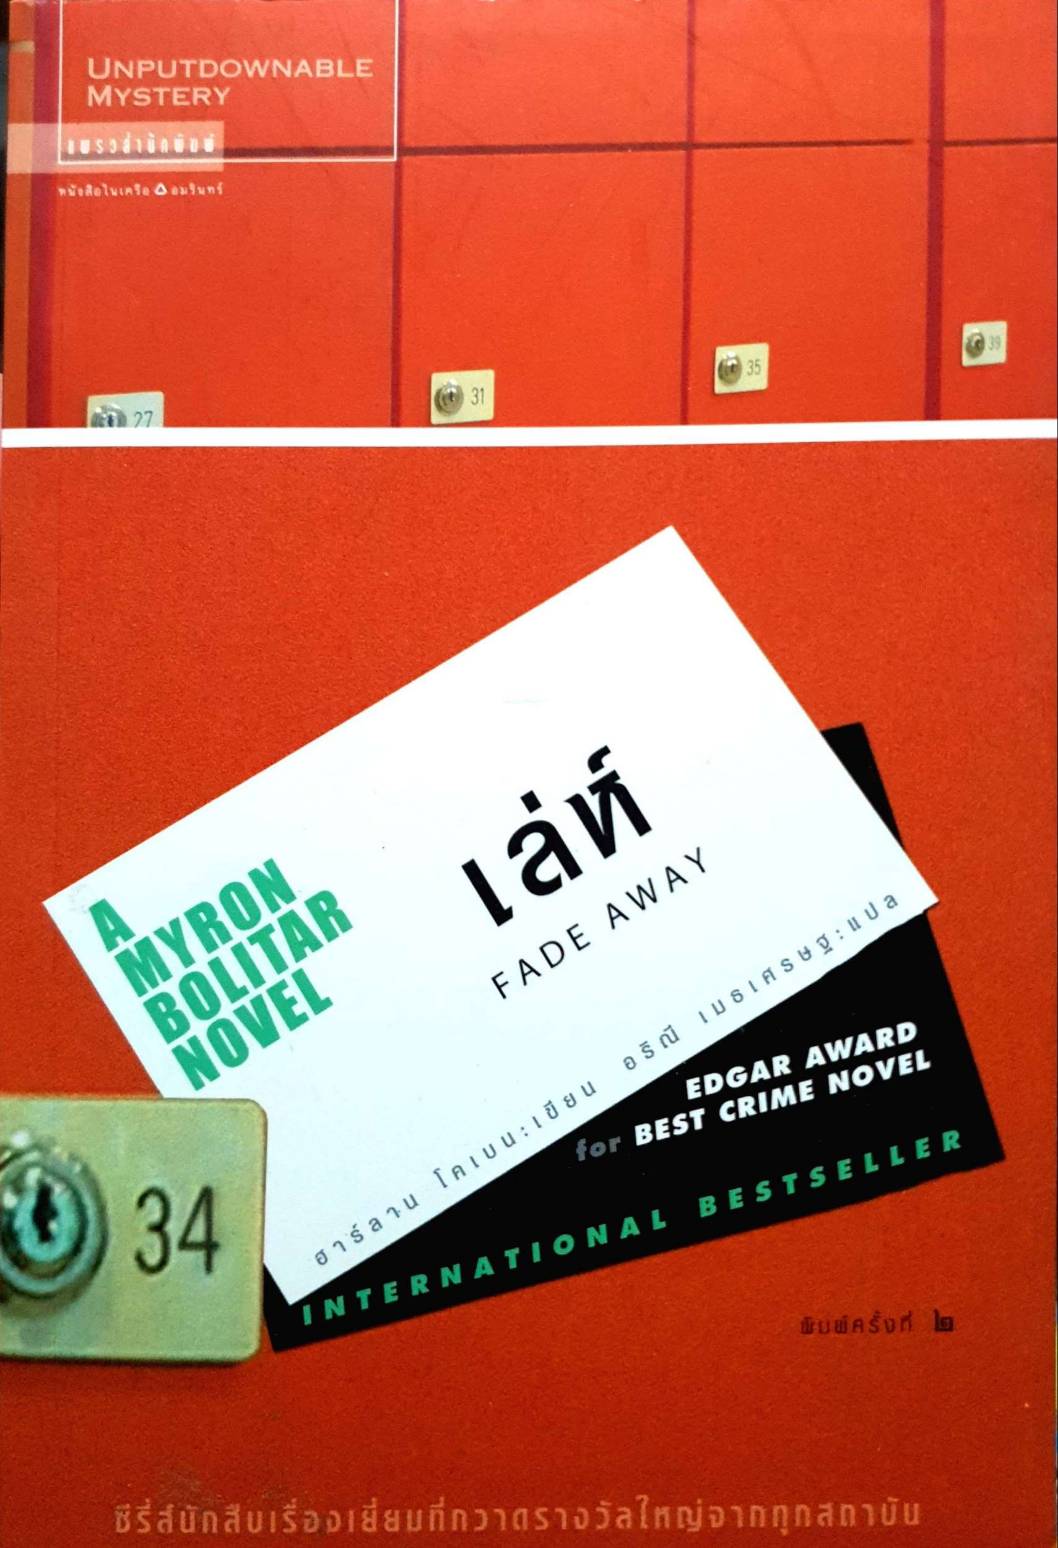 UNPUTDOWNABLE
MYSTERY
แพรวสำนักพิมพ์
หนังสือในเครือ อมรินทร์
27
31
35
39
เล่ห์
FADE AWAY
A
MYRON
BOLITAR
NOVEL
ฮาร์ลาน โคเบน:เขียน อริณี เมธเศรษฐ:แปล
EDGAR AWARD
for BEST CRIME NOVEL
INTERNATIONAL BESTSELLER
34
พิมพ์ครั้งที่ ๒
ซีรี่ส์นักสืบเรื่องเยี่ยมที่กวาดรางวัลใหญ่จากทุกสถาบัน